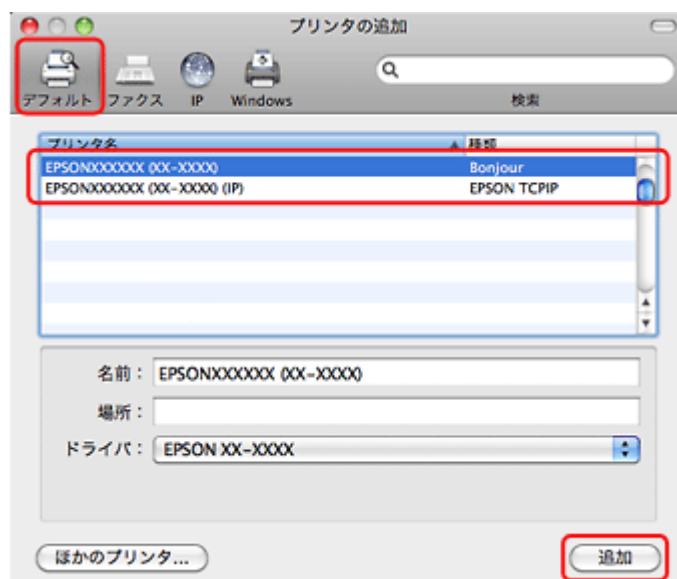 プリンタの追加
デフォルト ファクス IP Windows 検索
プリンタ名 種類
EPSONXXXXXX (XX-XXXX) Bonjour
EPSONXXXXXX (XX-XXXX) (IP) EPSON TCPIP
名前： EPSONXXXXXX (XX-XXXX)
場所：
ドライバ： EPSON XX-XXXX
ほかのプリンタ... 追加